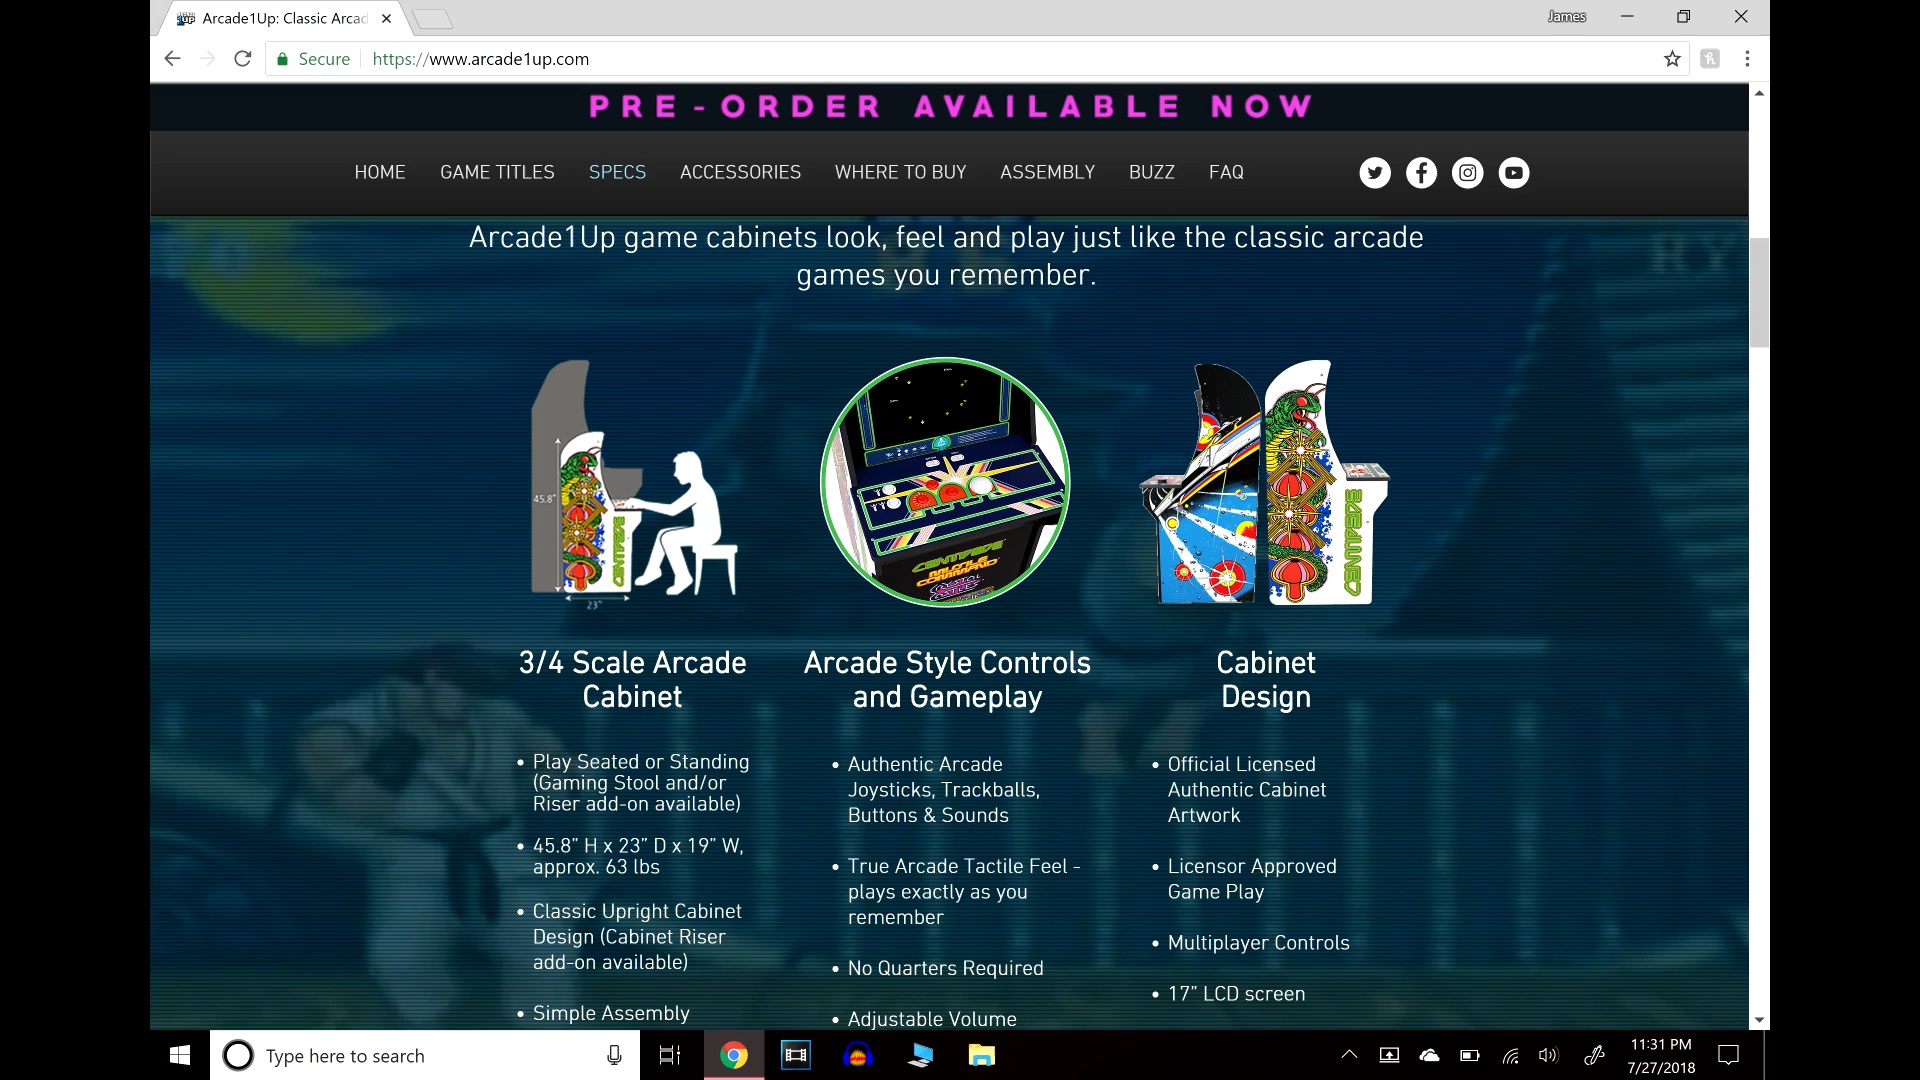 Arcade1Up: Classic Arcad
James
Secure
https://www.arcade1up.com
PRE-ORDER AVAILABLE NOW
HOME
GAME TITLES
SPECS
ACCESSORIES
WHERE TO BUY
ASSEMBLY
BUZZ
FAQ
Arcade1Up game cabinets look, feel and play just like the classic arcade
games you remember.
45.8"
23"
CENTIPEDE
CENTIPEDE
MISSILE
COMMAND
CENTIPEDE
3/4 Scale Arcade
Cabinet
• Play Seated or Standing
(Gaming Stool and/or
Riser add-on available)
• 45.8" H x 23" D x 19" W,
approx. 63 lbs
• Classic Upright Cabinet
Design (Cabinet Riser
add-on available)
• Simple Assembly
Arcade Style Controls
and Gameplay
• Authentic Arcade
Joysticks, Trackballs,
Buttons & Sounds
• True Arcade Tactile Feel -
plays exactly as you
remember
• No Quarters Required
• Adjustable Volume
Cabinet
Design
• Official Licensed
Authentic Cabinet
Artwork
• Licensor Approved
Game Play
• Multiplayer Controls
• 17" LCD screen
Type here to search
11:31 PM
7/27/2018